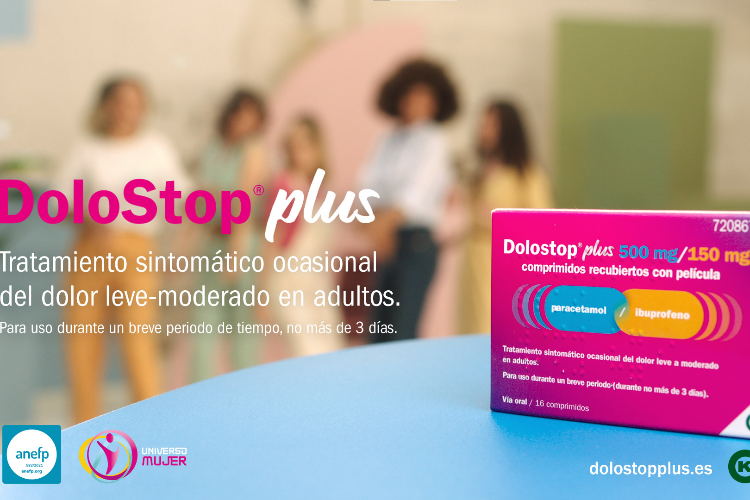 DoloStop® plus
Tratamiento sintomático ocasional
del dolor leve-moderado en adultos.
Para uso durante un breve periodo de tiempo, no más de 3 días.
72086
Dolostop® plus 500 mg/150 mg
comprimidos recubiertos con película
paracetamol / ibuprofeno
Tratamiento sintomático ocasional del dolor leve a moderado
en adultos.
Para uso durante un breve periodo (durante no más de 3 días).
Vía oral / 16 comprimidos
anefp
anefp.org
UNIVERSO
MUJER
dolostopplus.es
K